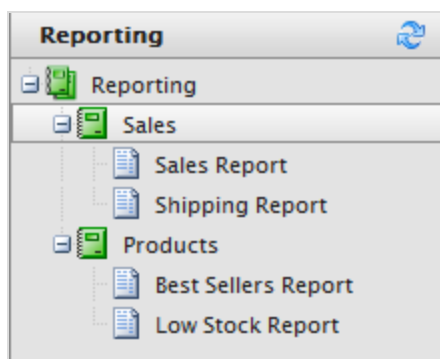 Reporting
Reporting
Sales
Sales Report
Shipping Report
Products
Best Sellers Report
Low Stock Report